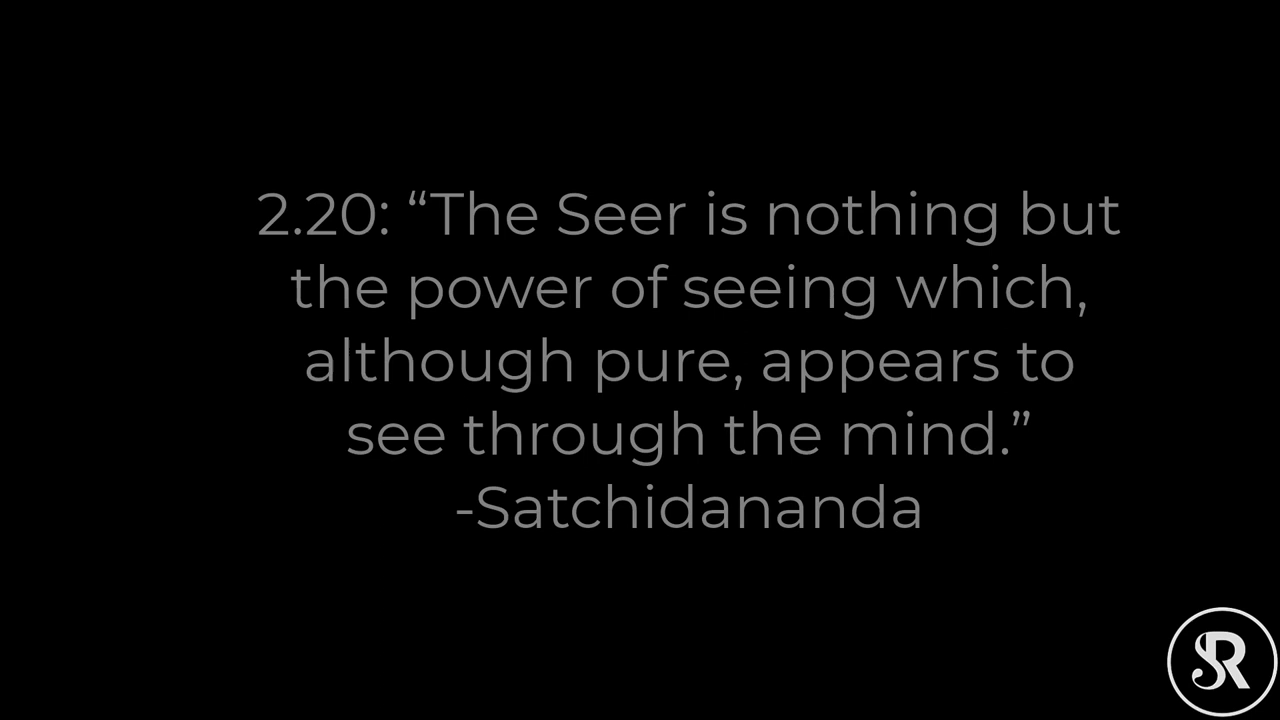 2.20: “The Seer is nothing but
the power of seeing which,
although pure, appears to
see through the mind.”
-Satchidananda
SR